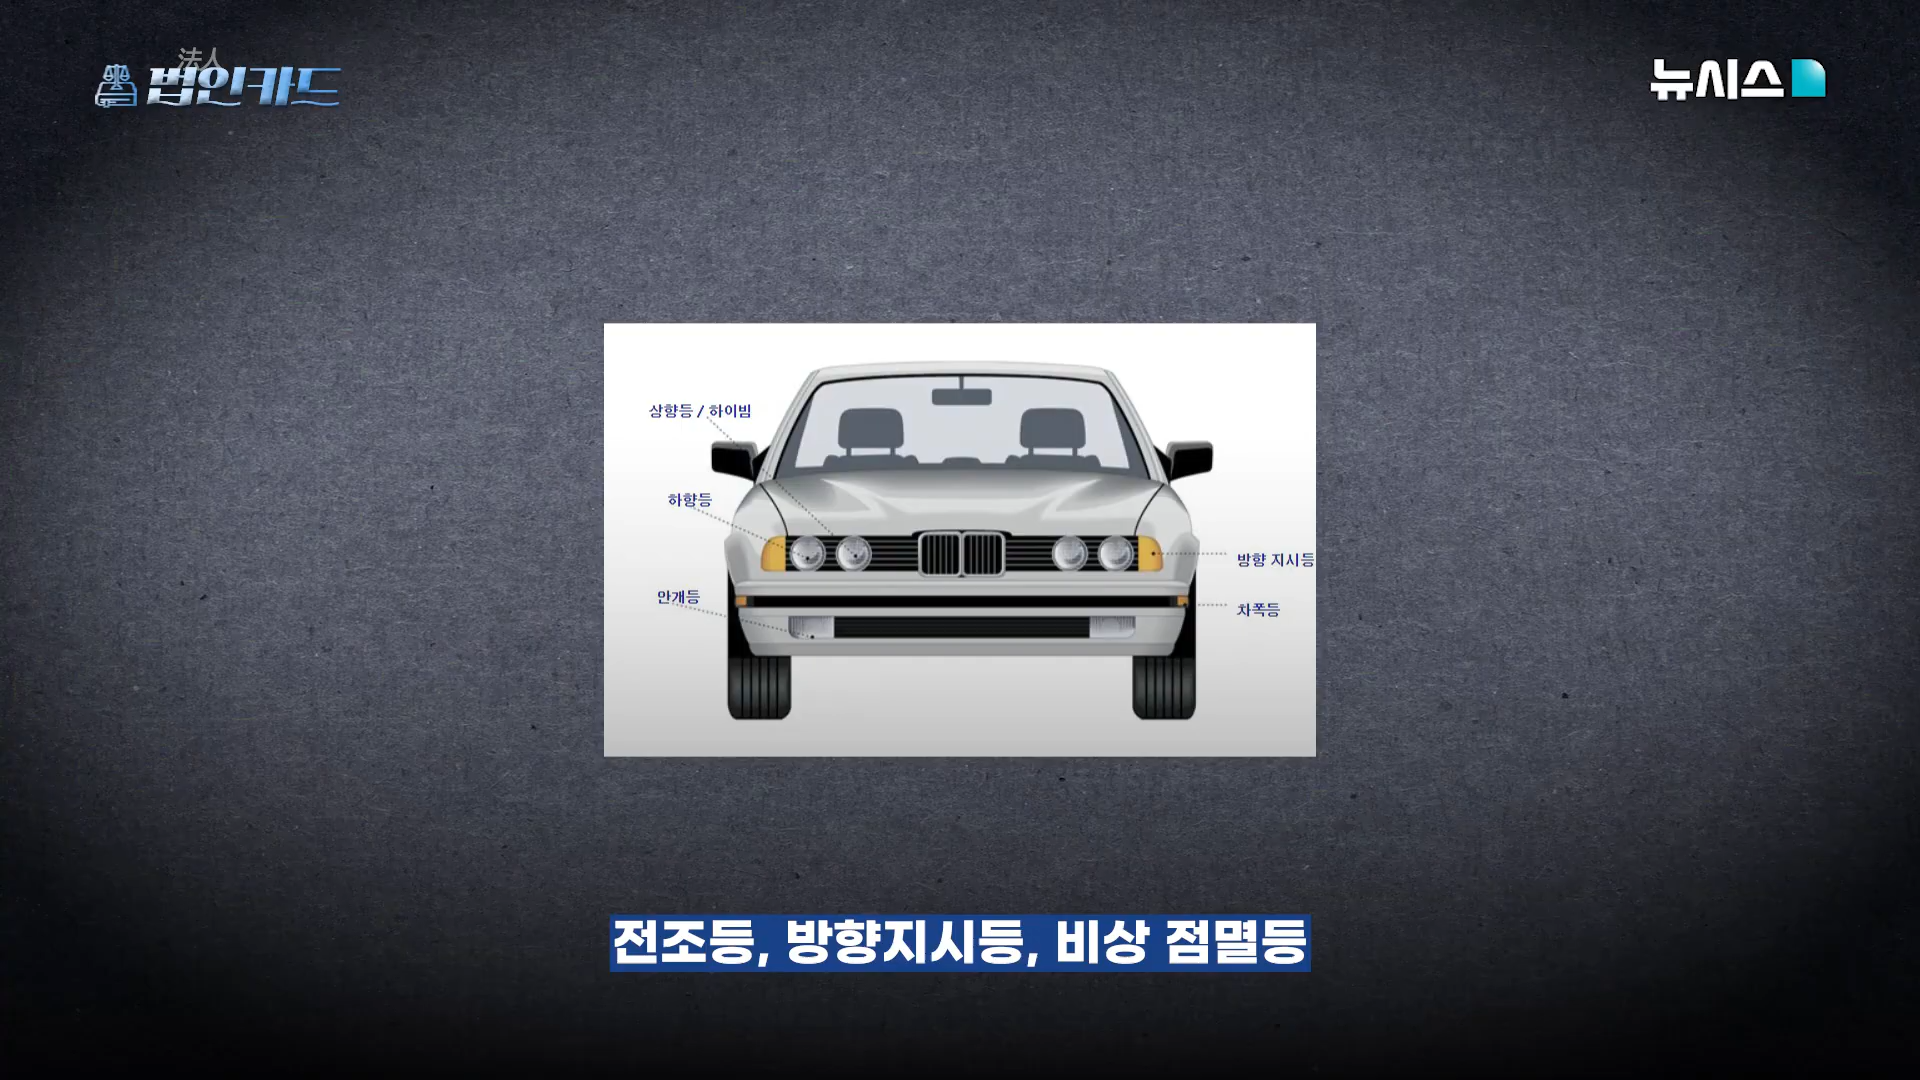 法人
법인카드
뉴시스
상향등 / 하이빔
하향등
안개등
방향 지시등
차폭등
전조등, 방향지시등, 비상 점멸등